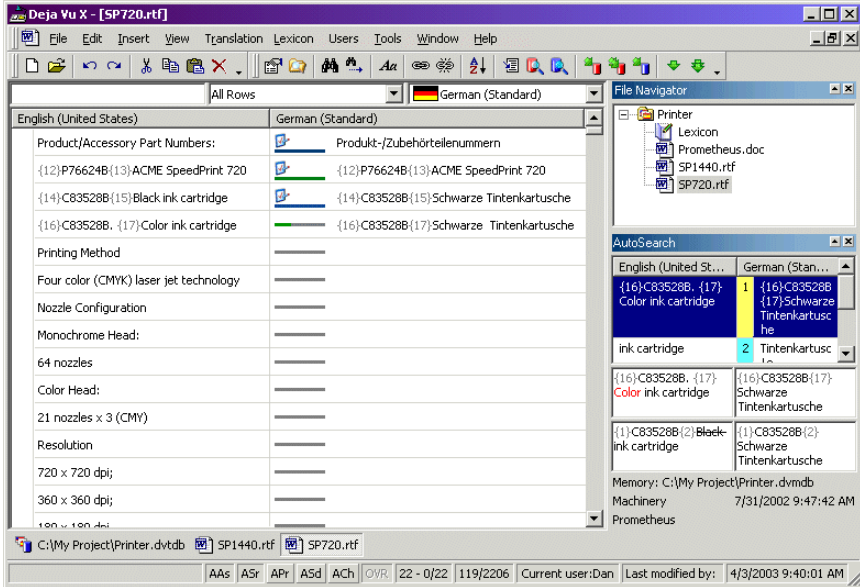 Deja Vu X - [SP720.rtf]
File Edit Insert View Translation Lexicon Users Tools Window Help
All Rows German (Standard)
English (United States) German (Standard)
Product/Accessory Part Numbers: Produkt-/Zubehörteilenummern
{12}P76624B{13}ACME SpeedPrint 720 {12}P76624B{13}ACME SpeedPrint 720
{14}C83528B{15}Black ink cartridge {14}C83528B{15}Schwarze Tintenkartusche
{16}C83528B. {17}Color ink cartridge {16}C83528B{17}Schwarze Tintenkartusche
Printing Method
Four color (CMYK) laser jet technology
Nozzle Configuration
Monochrome Head:
64 nozzles
Color Head:
21 nozzles x 3 (CMY)
Resolution
720 x 720 dpi;
360 x 360 dpi;
180 x 180 dpi
File Navigator
Printer
Lexicon
Prometheus.doc
SP1440.rtf
SP720.rtf
AutoSearch
English (United St... German (Stan...
{16}C83528B. {17} 1 {16}C83528B
Color ink cartridge {17}Schwarze
Tintenkartusc
he
ink cartridge 2 Tintenkartusc
{16}C83528B. {17} {16}C83528B{17}
Color ink cartridge Schwarze
Tintenkartusche
{1}C83528B{2}Black {1}C83528B{2}
ink cartridge Schwarze
Tintenkartusche
Memory: C:\My Project\Printer.dvmdb
Machinery 7/31/2002 9:47:42 AM
Prometheus
C:\My Project\Printer.dvtdb SP1440.rtf SP720.rtf
AAs ASr APr ASd ACh OVR 22 - 0/22 119/2206 Current user:Dan Last modified by: 4/3/2003 9:40:01 AM